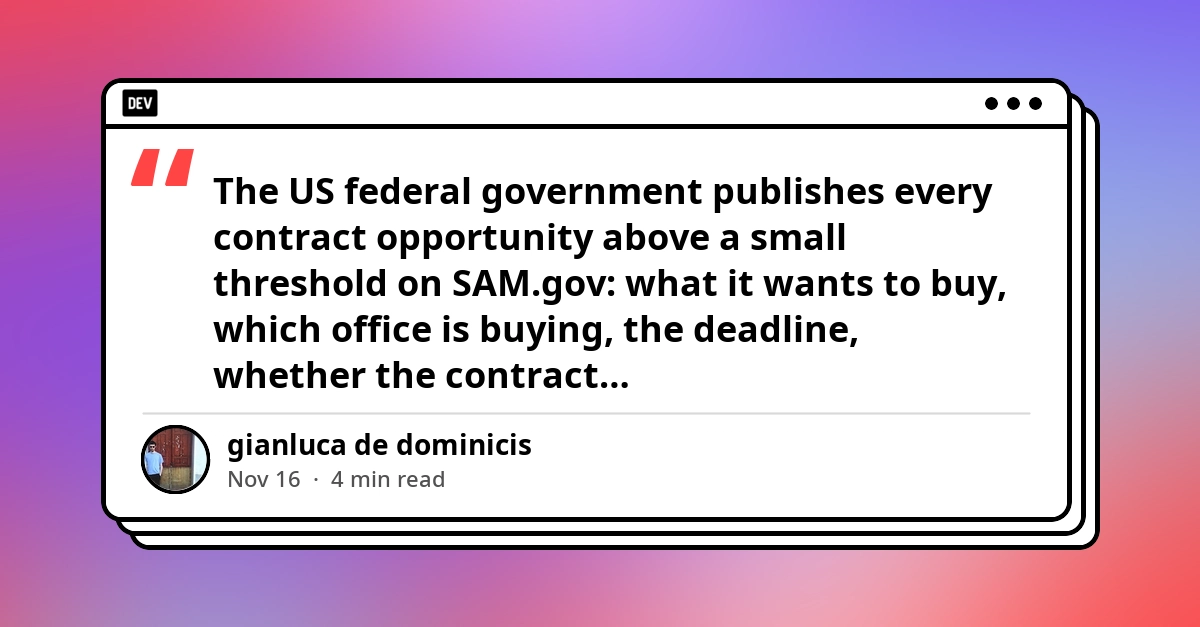 DEV
“ The US federal government publishes every
contract opportunity above a small
threshold on SAM.gov: what it wants to buy,
which office is buying, the deadline,
whether the contract...
gianluca de dominicis
Nov 16 · 4 min read